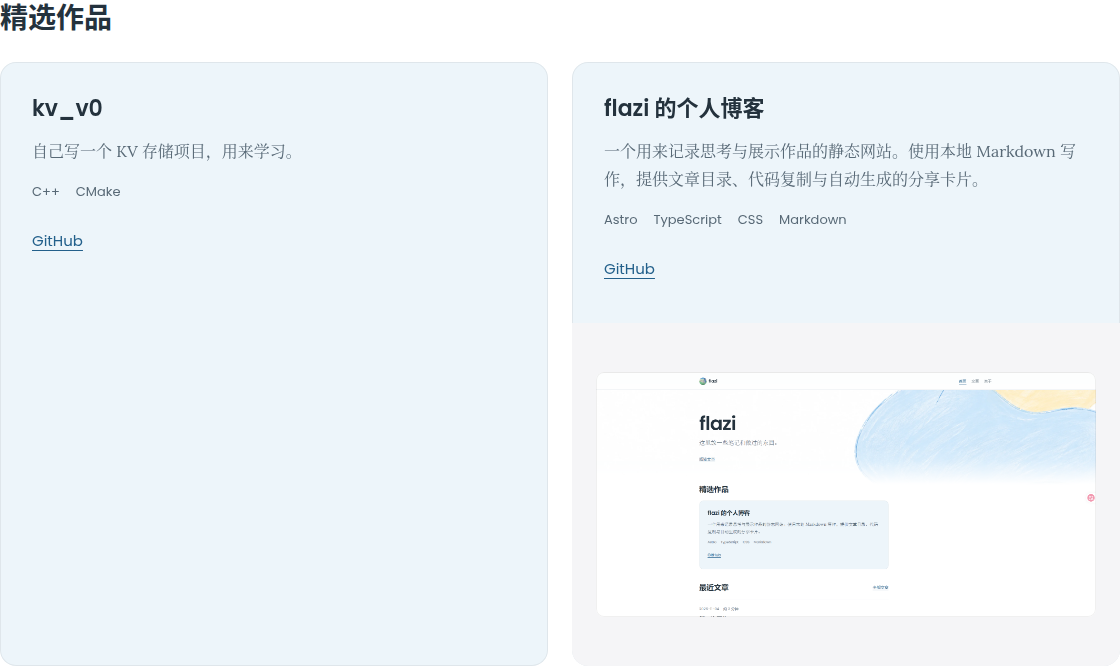 精选作品
kv_v0
自己写一个 KV 存储项目，用来学习。
C++ CMake
GitHub
flazi 的个人博客
一个用来记录思考与展示作品的静态网站。使用本地 Markdown 写
作，提供文章目录、代码复制与自动生成的分享卡片。
Astro TypeScript CSS Markdown
GitHub
flazi
flazi
精选作品
flazi 的个人博客
最近文章